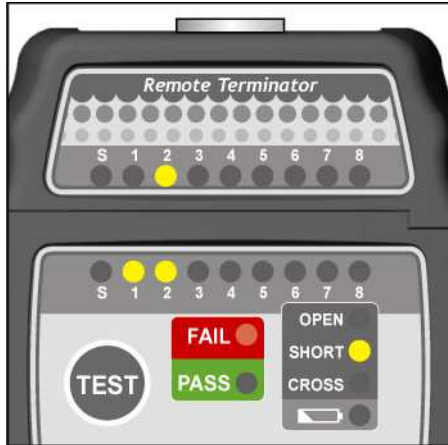 Remote Terminator
S 1 2 3 4 5 6 7 8
S 1 2 3 4 5 6 7 8
OPEN
FAIL
SHORT
PASS
CROSS
TEST